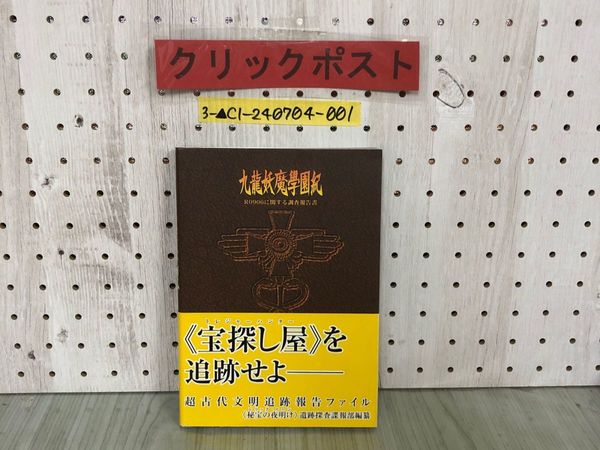 クリックポスト
3-▲C1-240704-001
九龍妖魔學園紀
R0906に関する調査報告書
トレジャーハンター
《宝探し屋》を
追跡せよ――
超古代文明追跡報告ファイル
《秘宝の夜明け》遺跡探査諜報部編纂